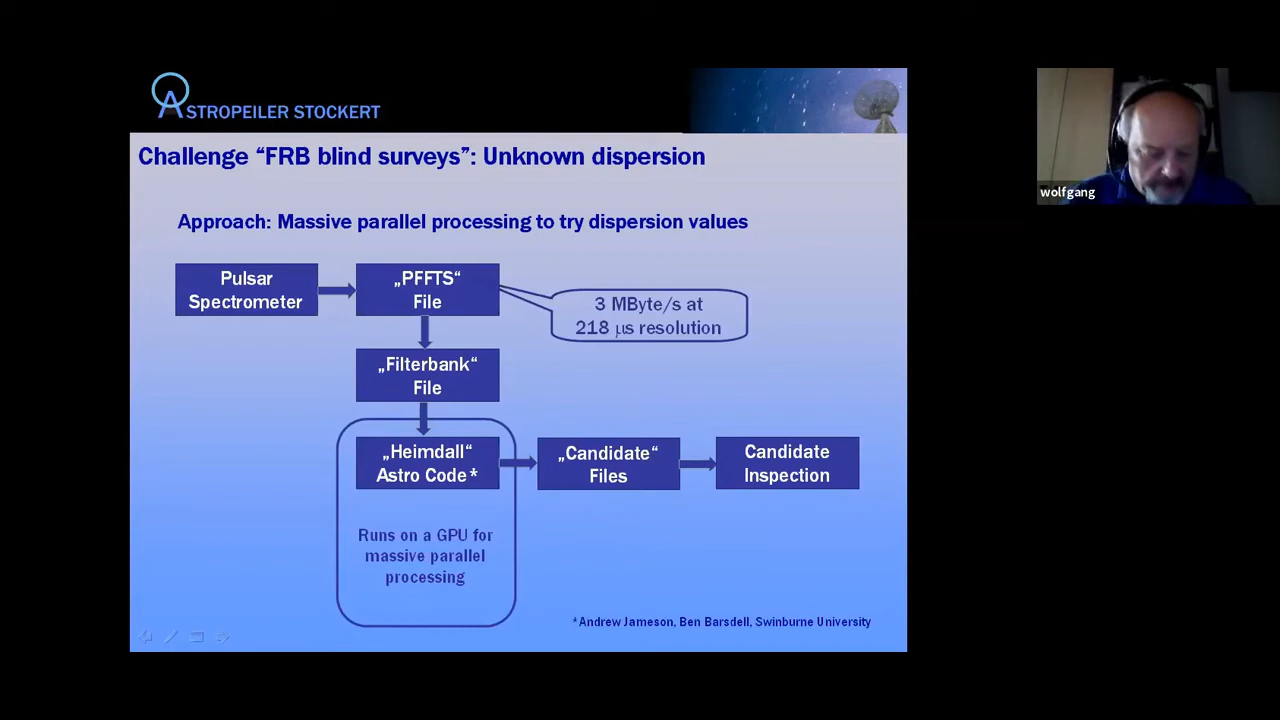 ASTROPEILER STOCKERT
Challenge “FRB blind surveys”: Unknown dispersion
Approach: Massive parallel processing to try dispersion values
Pulsar
Spectrometer
„PFFTS“
File
3 MByte/s at
218 µs resolution
„Filterbank“
File
„Heimdall“
Astro Code*
„Candidate“
Files
Candidate
Inspection
Runs on a GPU for
massive parallel
processing
*Andrew Jameson, Ben Barsdell, Swinburne University
wolfgang